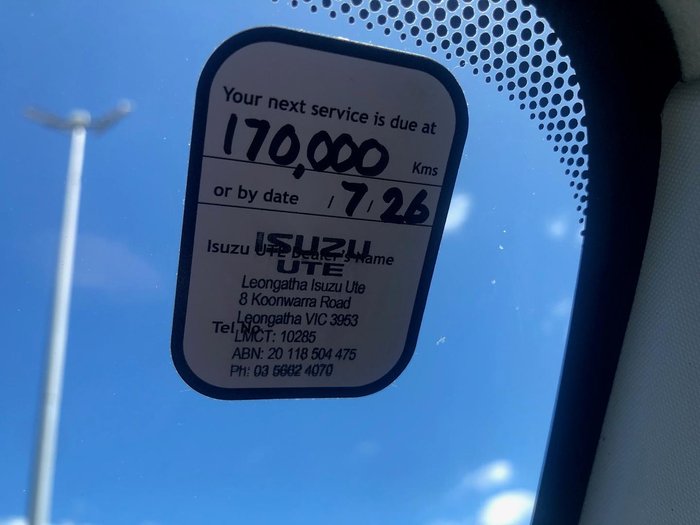 Your next service is due at
170,000 Kms
or by date / 7 / 26
Isuzu UTE Dealer's Name
ISUZU
UTE
Leongatha Isuzu Ute
8 Koonwarra Road
Leongatha VIC 3953
Tel No
LMCT: 10285
ABN: 20 118 504 475
Ph: 03 5662 4070